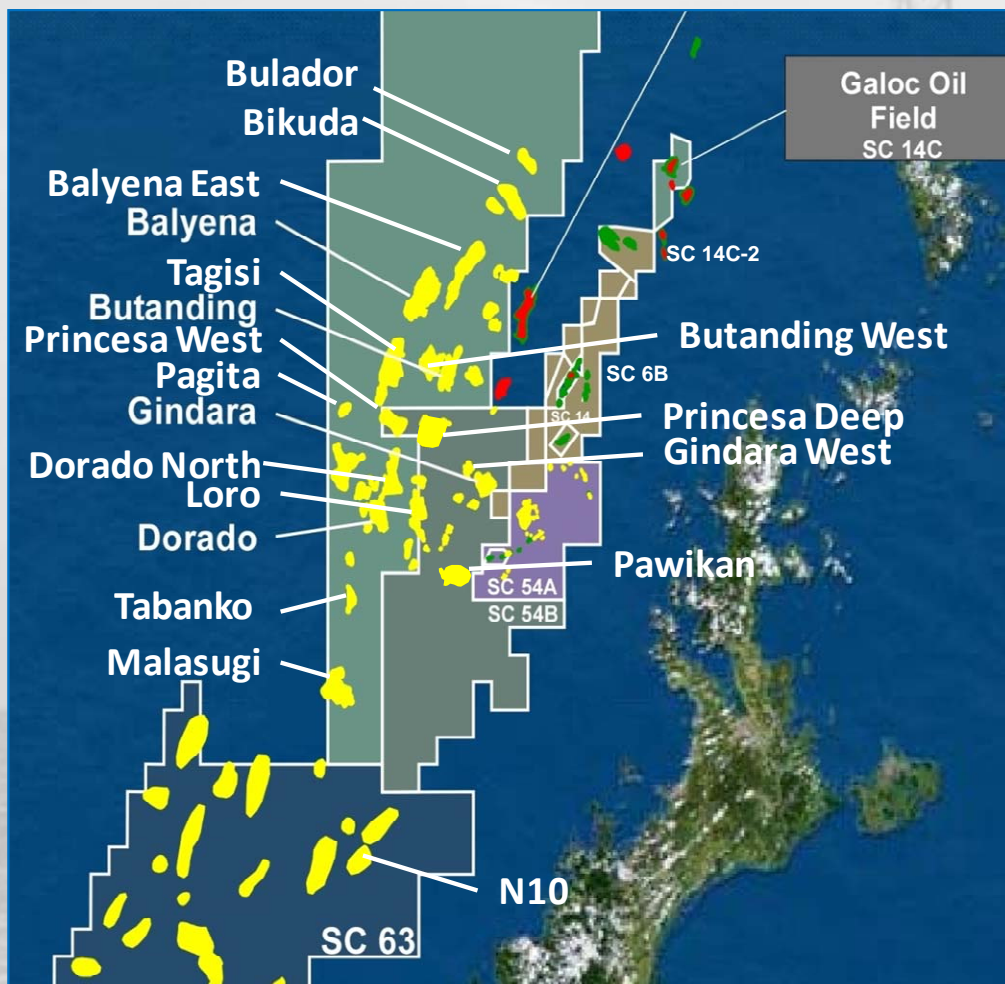 Bulador
Bikuda
Galoc Oil
Field
SC 14C
Balyena East
Balyena
SC 14C-2
Tagisi
Butanding
Princesa West
Butanding West
Pagita
SC 6B
Gindara
SC 14
Princesa Deep
Gindara West
Dorado North
Loro
Dorado
Pawikan
SC 54A
SC 54B
Tabanko
Malasugi
N10
SC 63